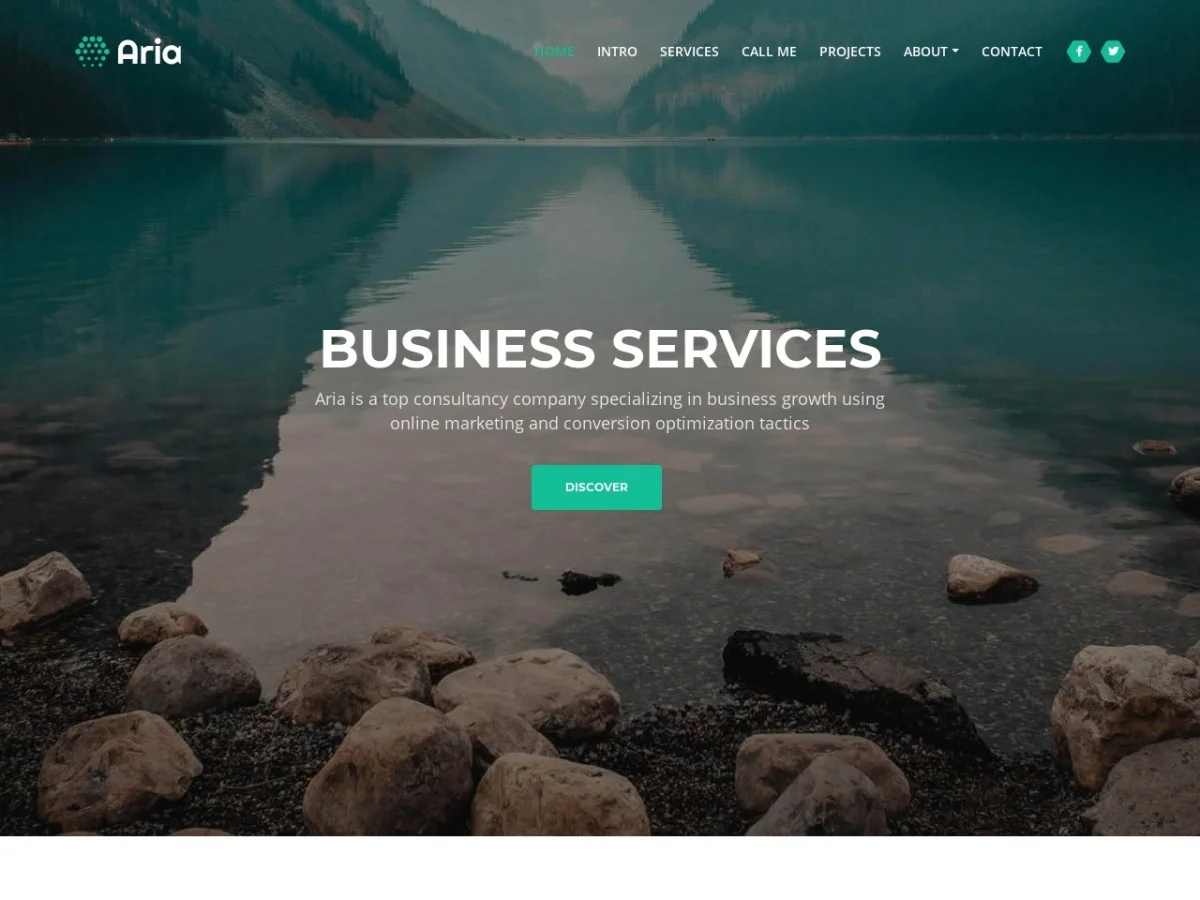 Aria
HOME INTRO SERVICES CALL ME PROJECTS ABOUT CONTACT
BUSINESS SERVICES
Aria is a top consultancy company specializing in business growth using
online marketing and conversion optimization tactics
DISCOVER